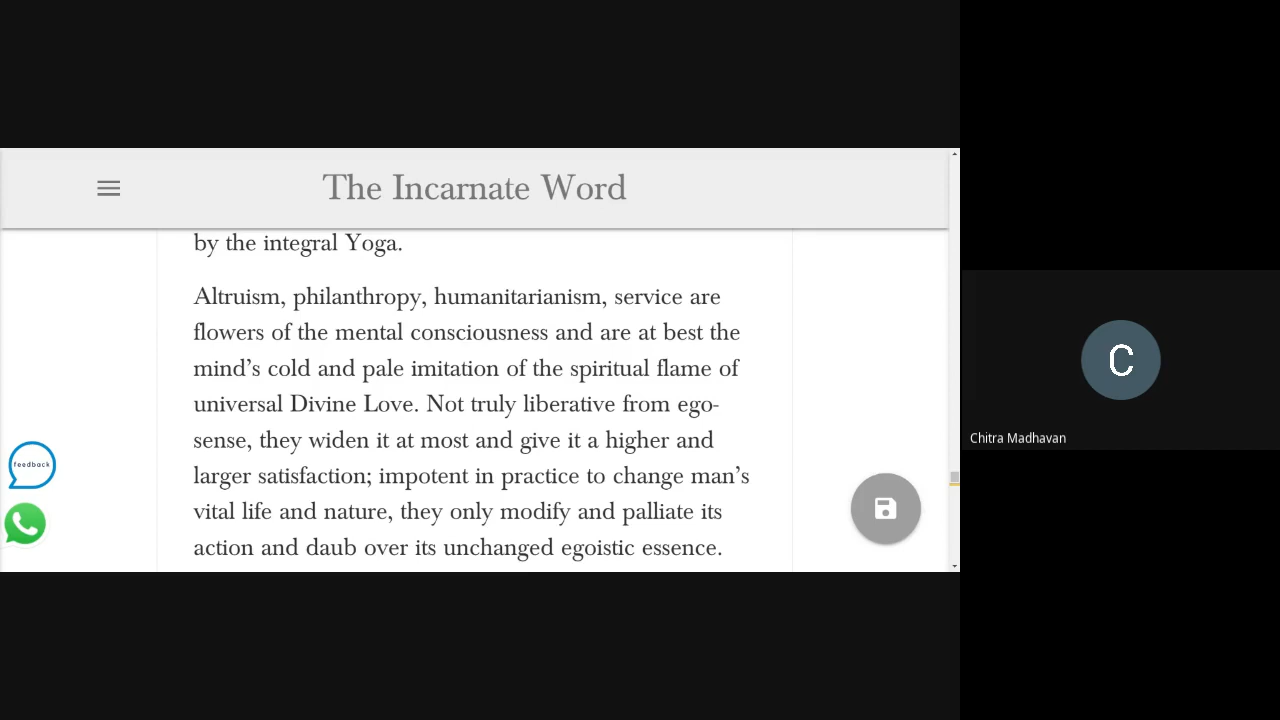 The Incarnate Word
by the integral Yoga.
Altruism, philanthropy, humanitarianism, service are
flowers of the mental consciousness and are at best the
mind’s cold and pale imitation of the spiritual flame of
universal Divine Love. Not truly liberative from ego-
sense, they widen it at most and give it a higher and
larger satisfaction; impotent in practice to change man’s
vital life and nature, they only modify and palliate its
action and daub over its unchanged egoistic essence.
feedback
C
Chitra Madhavan